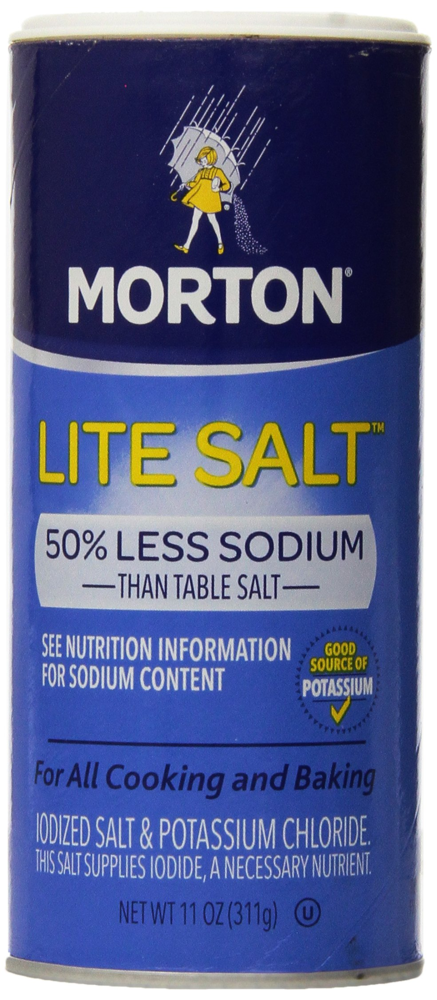 MORTON®
LITE SALT™
50% LESS SODIUM
—THAN TABLE SALT—
SEE NUTRITION INFORMATION
FOR SODIUM CONTENT
GOOD
SOURCE OF
POTASSIUM
For All Cooking and Baking
IODIZED SALT & POTASSIUM CHLORIDE.
THIS SALT SUPPLIES IODIDE, A NECESSARY NUTRIENT.
NET WT 11 OZ (311g) U